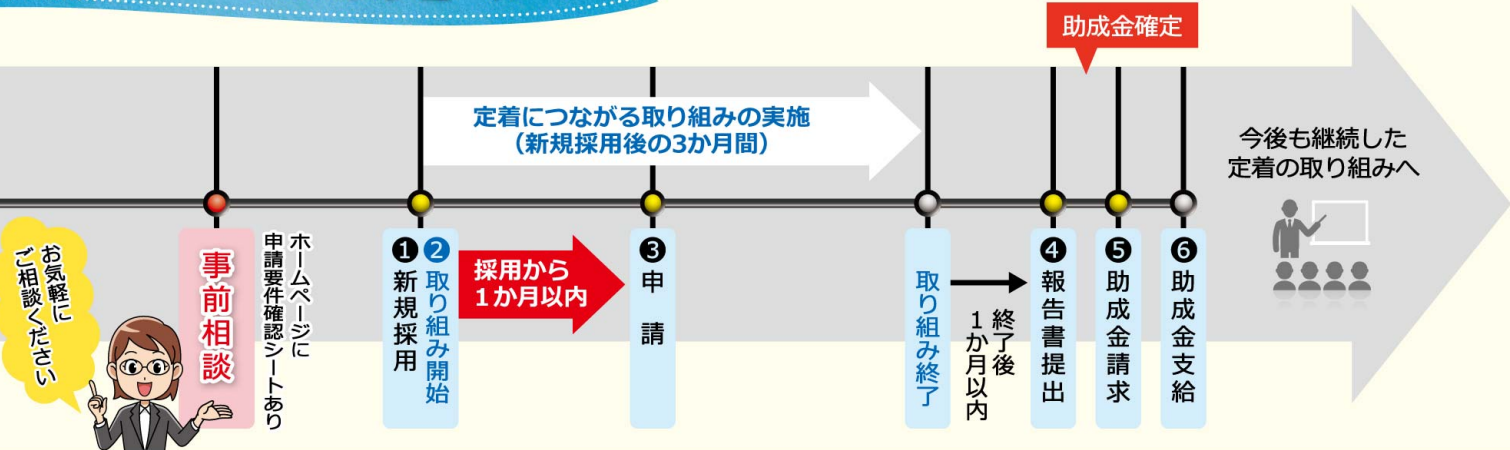 助成金確定
定着につながる取り組みの実施
（新規採用後の3か月間）
今後も継続した
定着の取り組みへ
お気軽に
ご相談ください
事前相談
ホームページに
申請要件確認シートあり
❶新規採用
❷取り組み開始
採用から
1か月以内
❸申請
取り組み終了
終了後
1か月以内
❹報告書提出
❺助成金請求
❻助成金支給